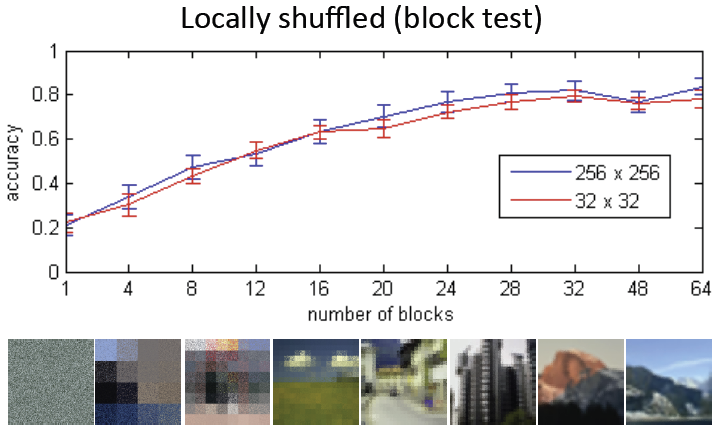 Locally shuffled (block test)
1
0.8
0.6
0.4
0.2
0
accuracy
256 x 256
32 x 32
1 4 8 12 16 20 24 28 32 48 64
number of blocks